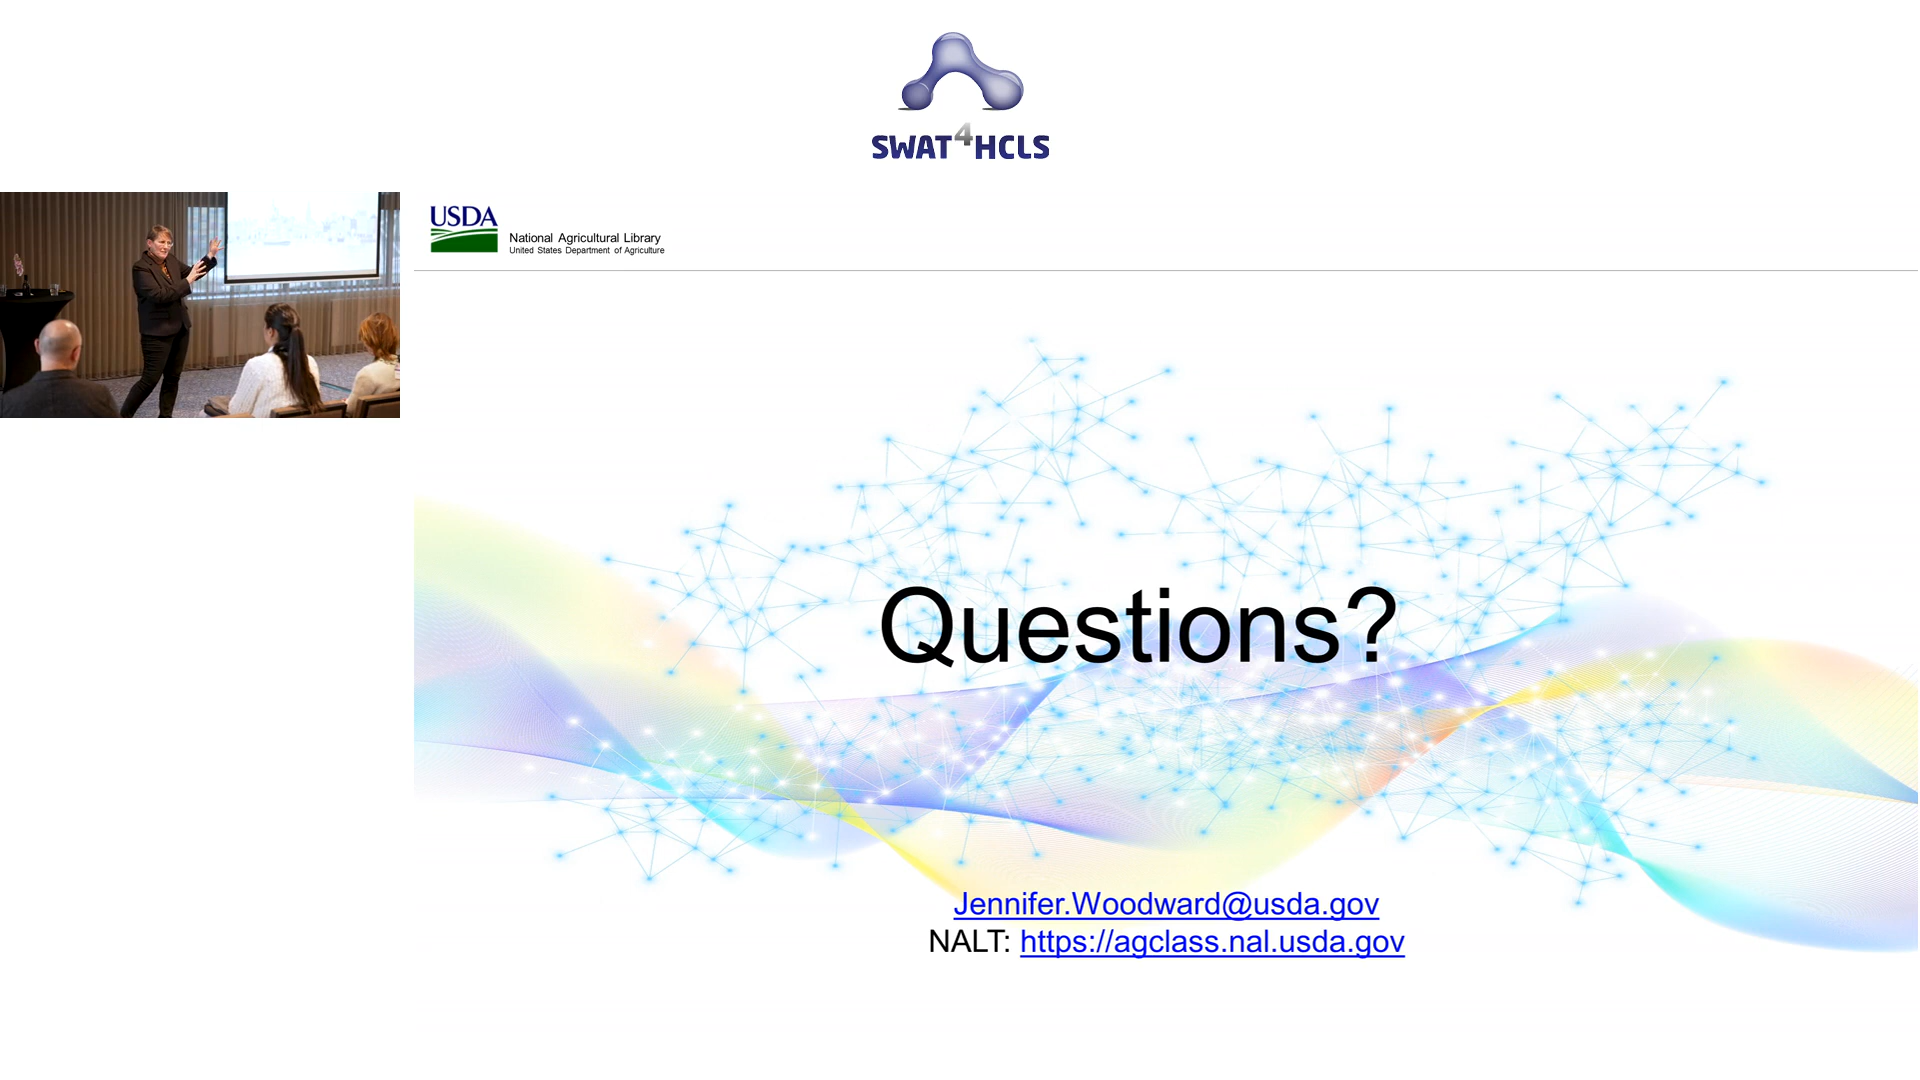 SWAT4HCLS
USDA
National Agricultural Library
United States Department of Agriculture
Questions?
Jennifer.Woodward@usda.gov
NALT: https://agclass.nal.usda.gov